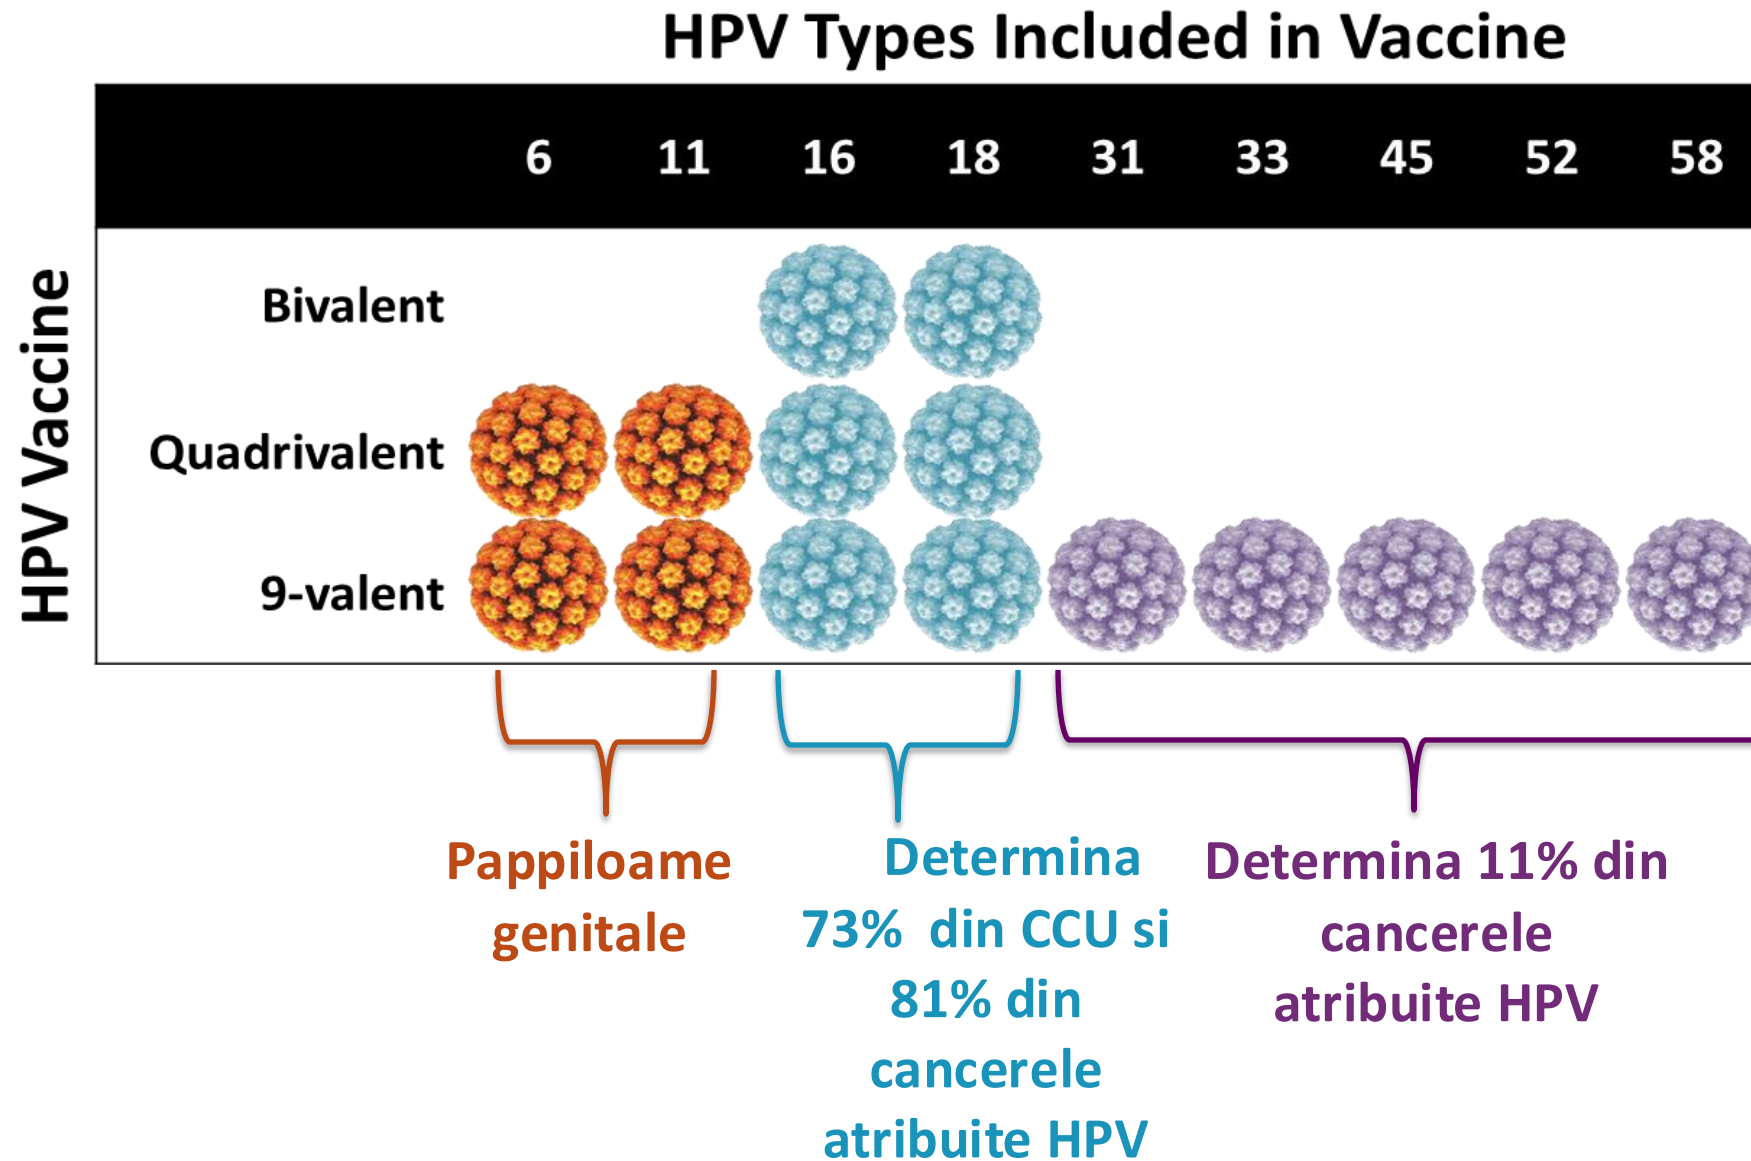 HPV Types Included in Vaccine
6 11 16 18 31 33 45 52 58
HPV Vaccine
Bivalent
Quadrivalent
9-valent
Pappiloame
genitale
Determina
73% din CCU si
81% din
cancerele
atribuite HPV
Determina 11% din
cancerele
atribuite HPV